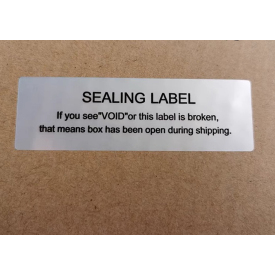 SEALING LABEL
If you see"VOID"or this label is broken,
that means box has been open during shipping.